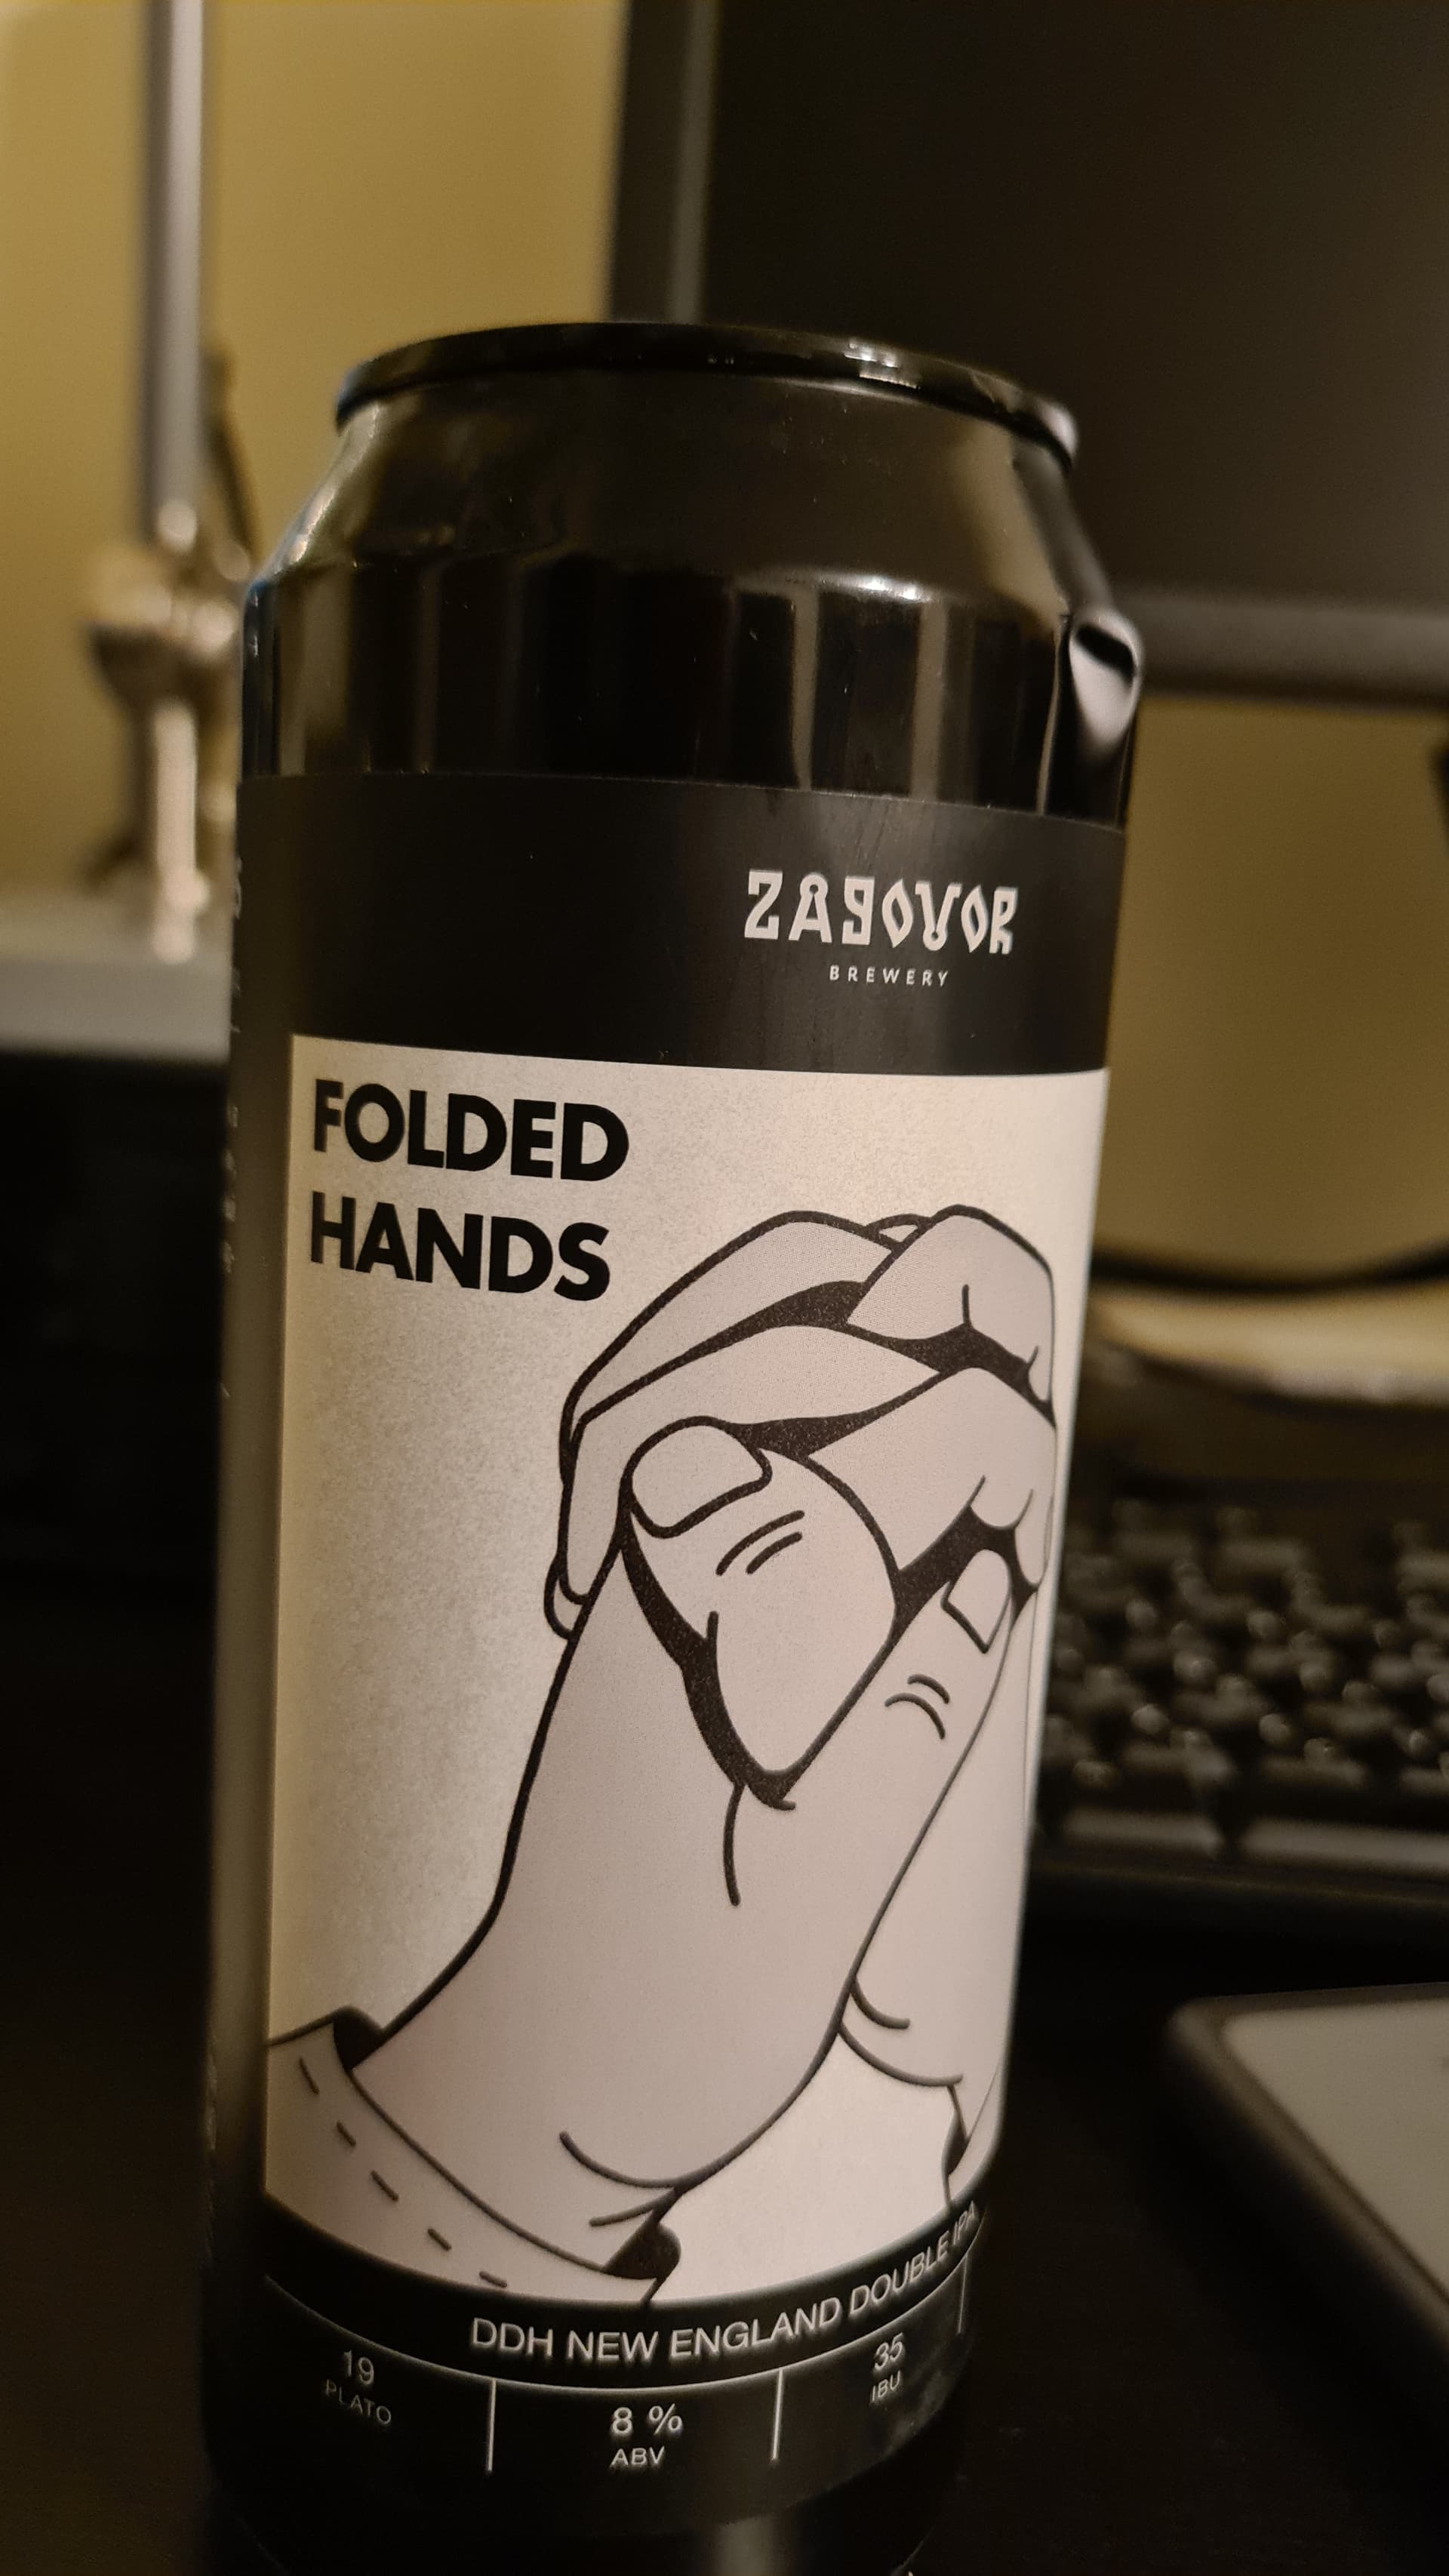 ZAGOVOR
BREWERY
FOLDED
HANDS
DDH NEW ENGLAND DOUBLE IPA
19
PLATO
8 %
ABV
35
IBU